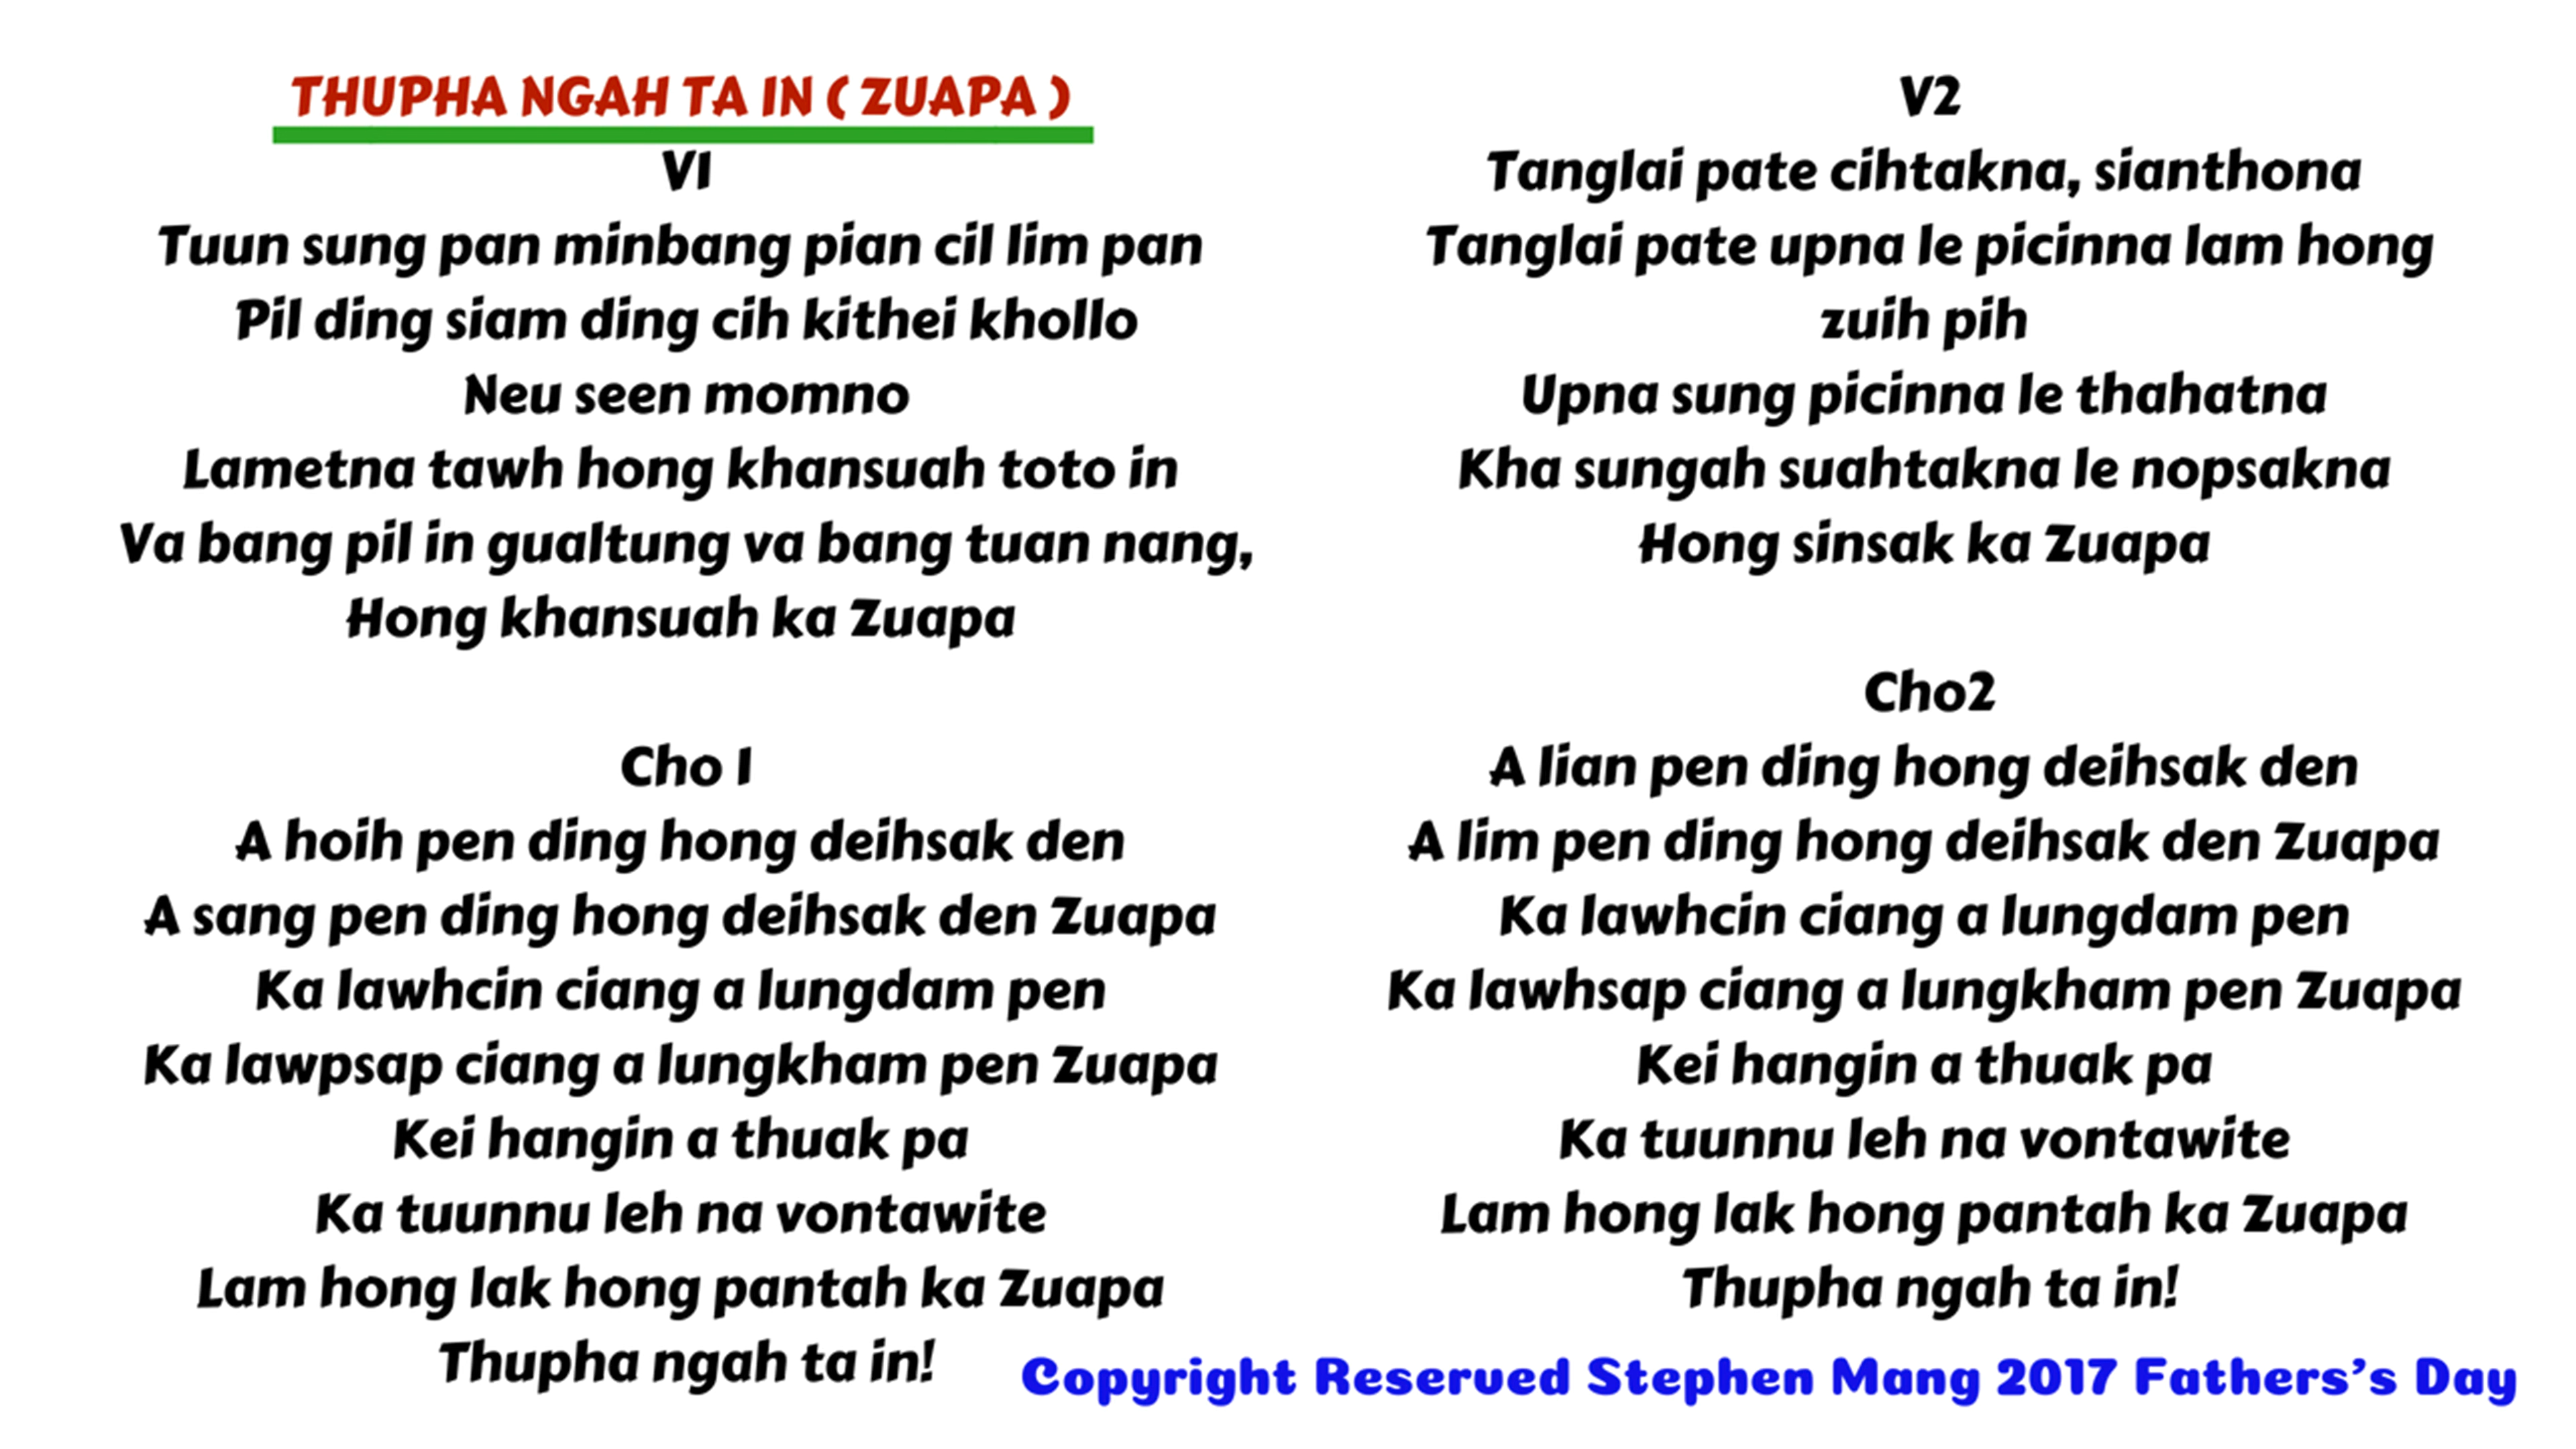 THUPHA NGAH TA IN ( ZUAPA )
V1
Tuun sung pan minbang pian cil lim pan
Pil ding siam ding cih kithei khollo
Neu seen momno
Lametna tawh hong khansuah toto in
Va bang pil in gualtung va bang tuan nang,
Hong khansuah ka Zuapa
Cho 1
A hoih pen ding hong deihsak den
A sang pen ding hong deihsak den Zuapa
Ka lawhcin ciang a lungdam pen
Ka lawpsap ciang a lungkham pen Zuapa
Kei hangin a thuak pa
Ka tuunnu leh na vontawite
Lam hong lak hong pantah ka Zuapa
Thupha ngah ta in!
V2
Tanglai pate cihtakna, sianthona
Tanglai pate upna le picinna lam hong
zuih pih
Upna sung picinna le thahatna
Kha sungah suahtakna le nopsakna
Hong sinsak ka Zuapa
Cho2
A lian pen ding hong deihsak den
A lim pen ding hong deihsak den Zuapa
Ka lawhcin ciang a lungdam pen
Ka lawhsap ciang a lungkham pen Zuapa
Kei hangin a thuak pa
Ka tuunnu leh na vontawite
Lam hong lak hong pantah ka Zuapa
Thupha ngah ta in!
Copyright Reserved Stephen Mang 2017 Fathers's Day